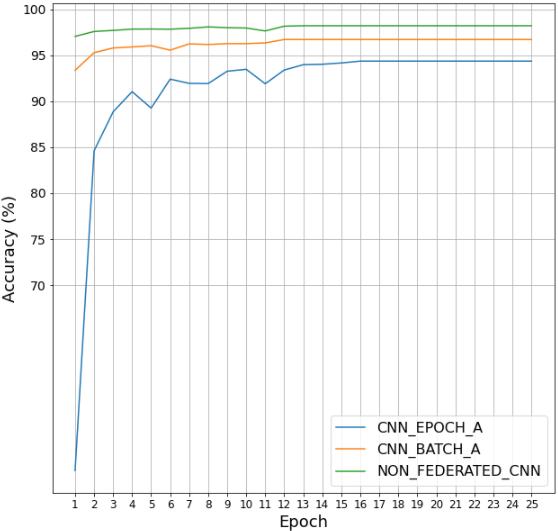 100
95
90
85
80
75
70
Accuracy (%)
CNN_EPOCH_A
CNN_BATCH_A
NON_FEDERATED_CNN
1 2 3 4 5 6 7 8 9 10 11 12 13 14 15 16 17 18 19 20 21 22 23 24 25
Epoch